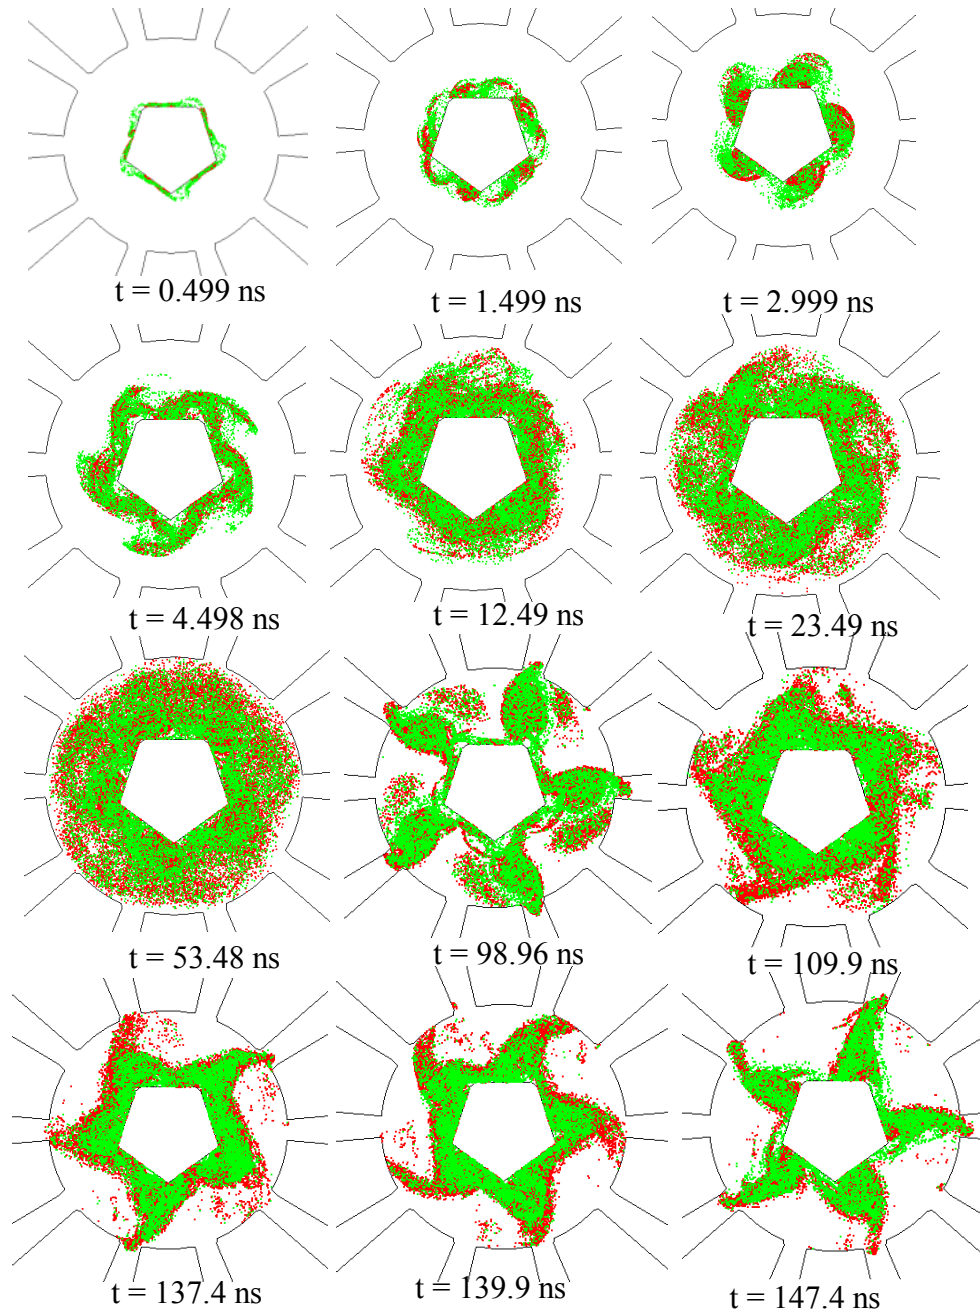 t = 0.499 ns
t = 1.499 ns
t = 2.999 ns
t = 4.498 ns
t = 12.49 ns
t = 23.49 ns
t = 53.48 ns
t = 98.96 ns
t = 109.9 ns
t = 137.4 ns
t = 139.9 ns
t = 147.4 ns